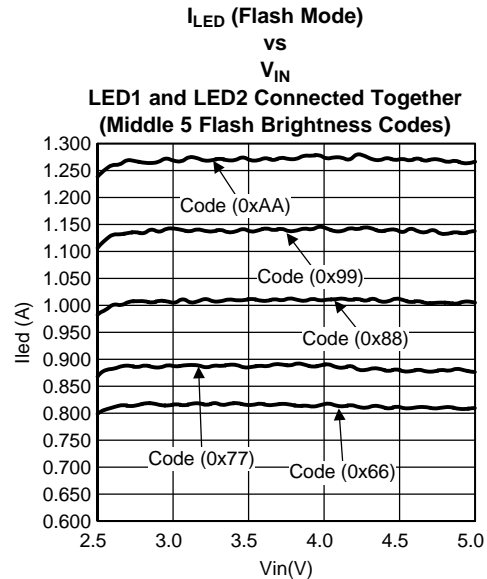 I_LED (Flash Mode)
vs
V_IN
LED1 and LED2 Connected Together
(Middle 5 Flash Brightness Codes)
1.300
1.250
1.200
1.150
1.100
1.050
1.000
0.950
0.900
0.850
0.800
0.750
0.700
0.650
0.600
Iled (A)
Code (0xAA)
Code (0x99)
Code (0x88)
Code (0x77)
Code (0x66)
2.5 3.0 3.5 4.0 4.5 5.0
Vin(V)